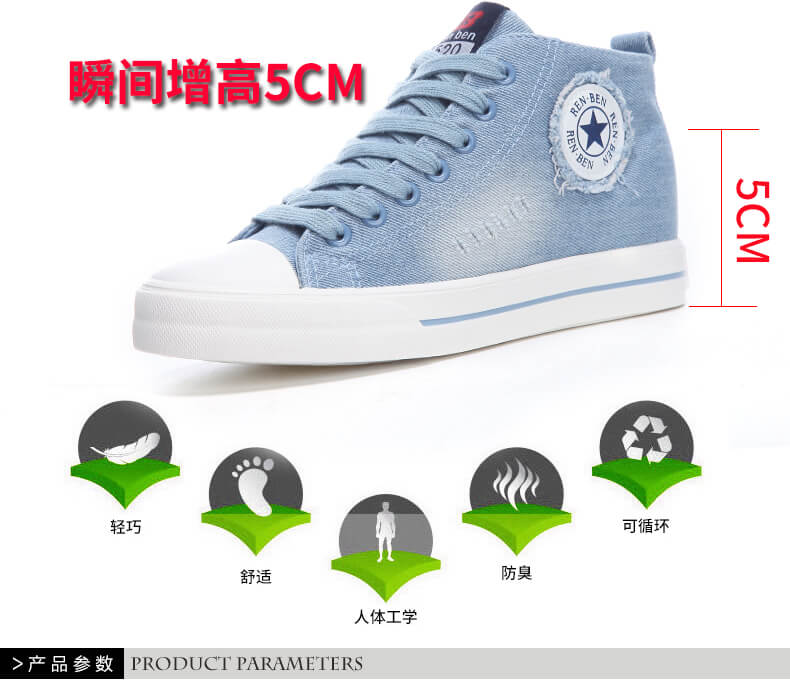 瞬间增高5CM
en ben
520
REN-BEN
REN-BEN
REN-BEN
5CM
轻巧
舒适
人体工学
防臭
可循环
>产品参数
PRODUCT PARAMETERS